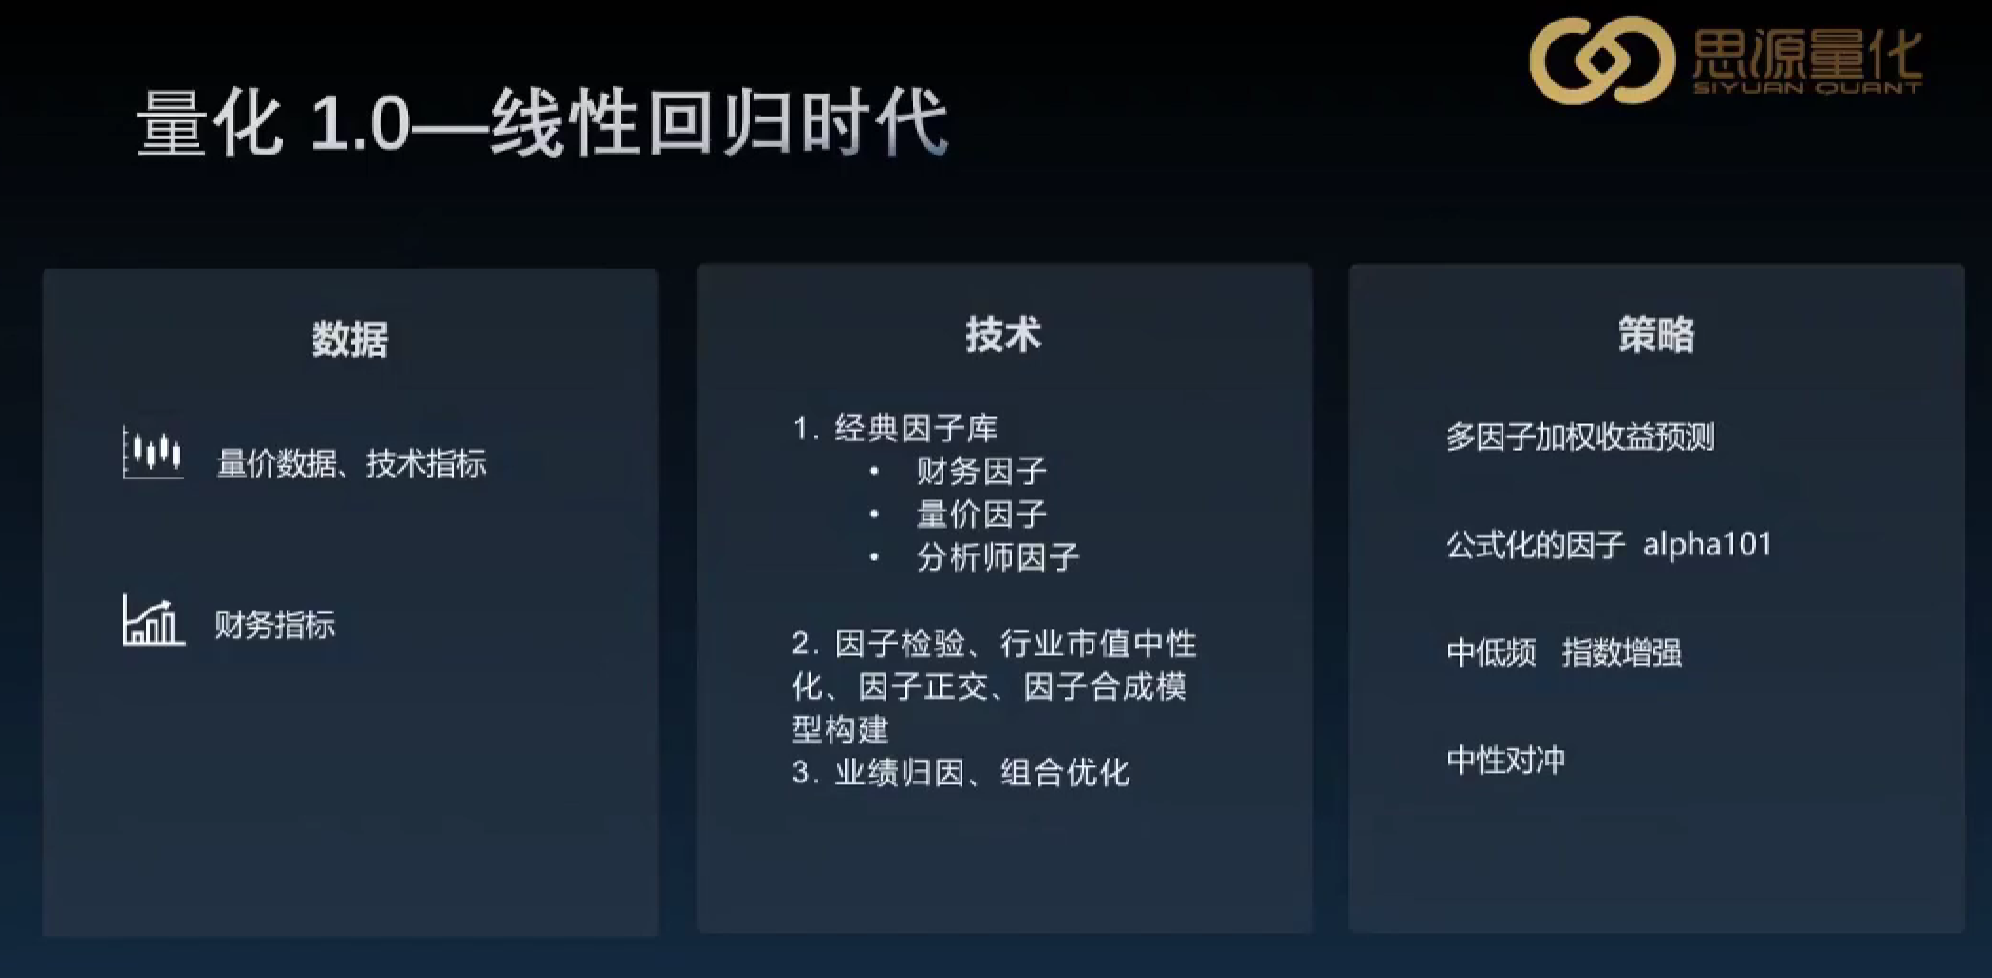 思源量化
SIYUAN QUANT
量化 1.0—线性回归时代
数据
量价数据、技术指标
财务指标
技术
1. 经典因子库
• 财务因子
• 量价因子
• 分析师因子
2. 因子检验、行业市值中性
化、因子正交、因子合成模
型构建
3. 业绩归因、组合优化
策略
多因子加权收益预测
公式化的因子 alpha101
中低频 指数增强
中性对冲